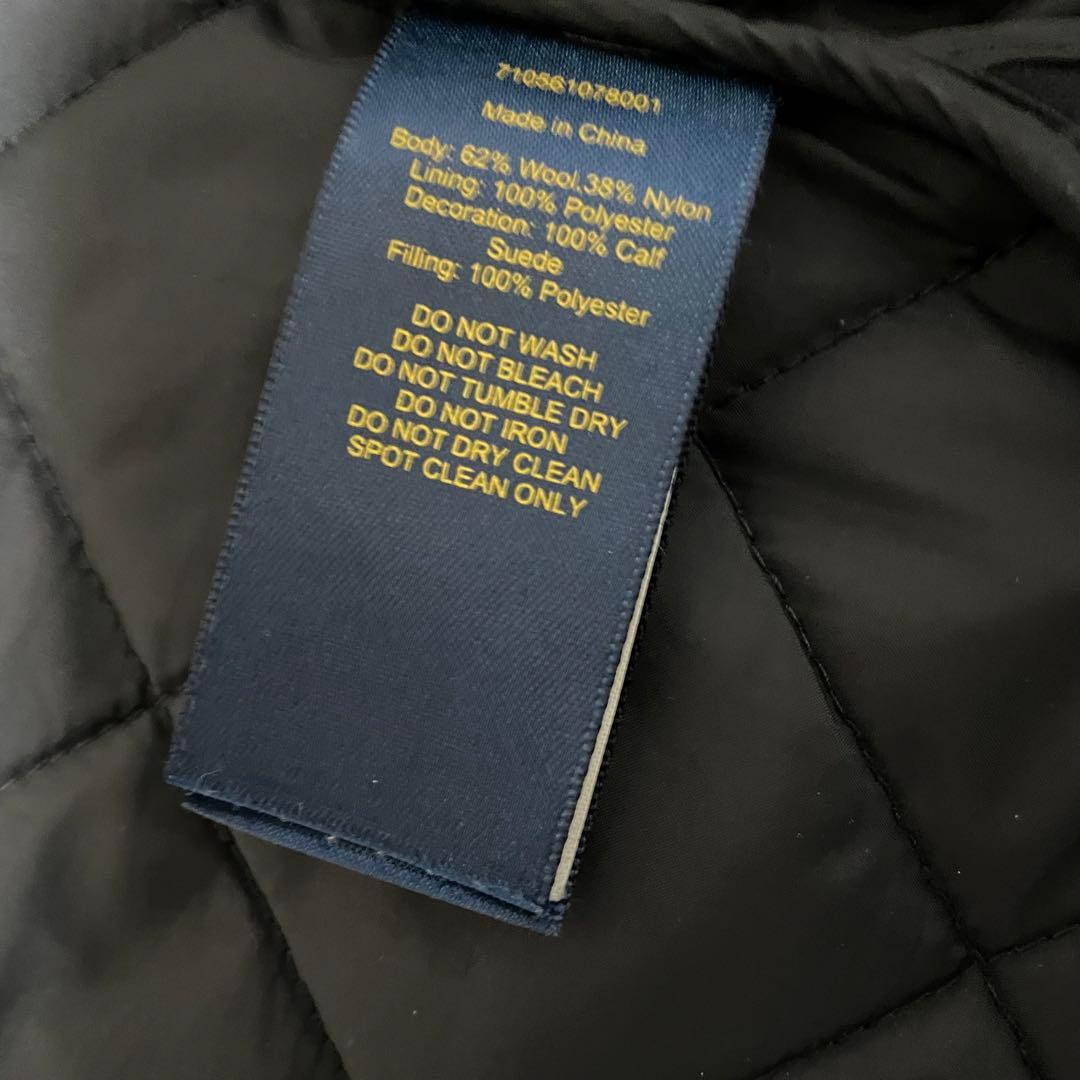 710561078001
Made in China
Body: 62% Wool,38% Nylon
Lining: 100% Polyester
Decoration: 100% Calf
Suede
Filling: 100% Polyester
DO NOT WASH
DO NOT BLEACH
DO NOT TUMBLE DRY
DO NOT IRON
DO NOT DRY CLEAN
SPOT CLEAN ONLY